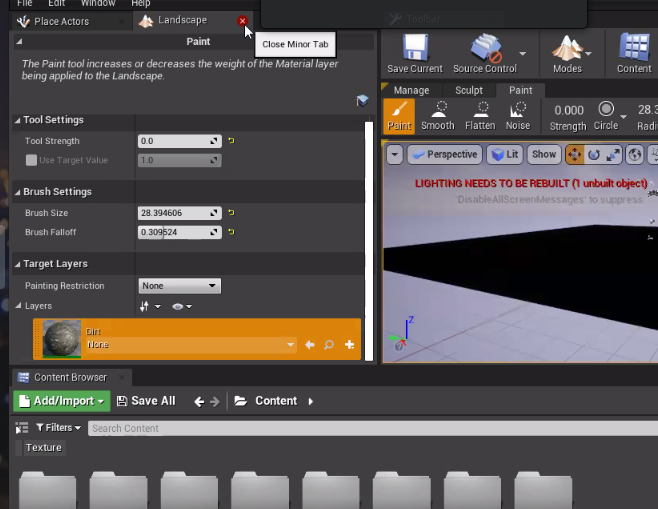 File Edit Window Help
Place Actors
Landscape
Toolbar
Close Minor Tab
Paint
The Paint tool increases or decreases the weight of the Material layer
being applied to the Landscape.
Save Current
Source Control
Modes
Content
Manage
Sculpt
Paint
Paint
Smooth
Flatten
Noise
0.000
Strength
Circle
28.3
Radi
Tool Settings
Tool Strength
0.0
Use Target Value
1.0
Brush Settings
Brush Size
28.394606
Brush Falloff
0.309524
Target Layers
Painting Restriction
None
Layers
Dirt
None
Perspective
Lit
Show
LIGHTING NEEDS TO BE REBUILT (1 unbuilt object)
'DisableAllScreenMessages' to suppress
Z
Content Browser
Add/Import
Save All
Content
Filters
Search Content
Texture